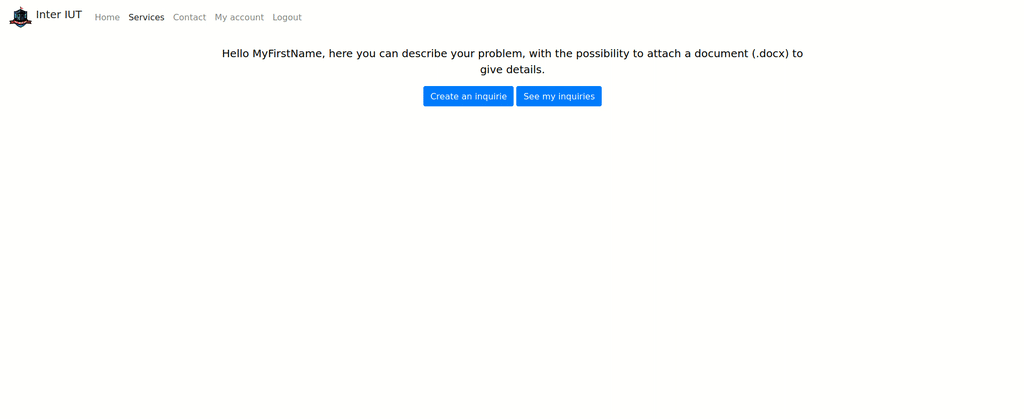 Inter IUT Home Services Contact My account Logout
Hello MyFirstName, here you can describe your problem, with the possibility to attach a document (.docx) to
give details.
Create an inquirie See my inquiries